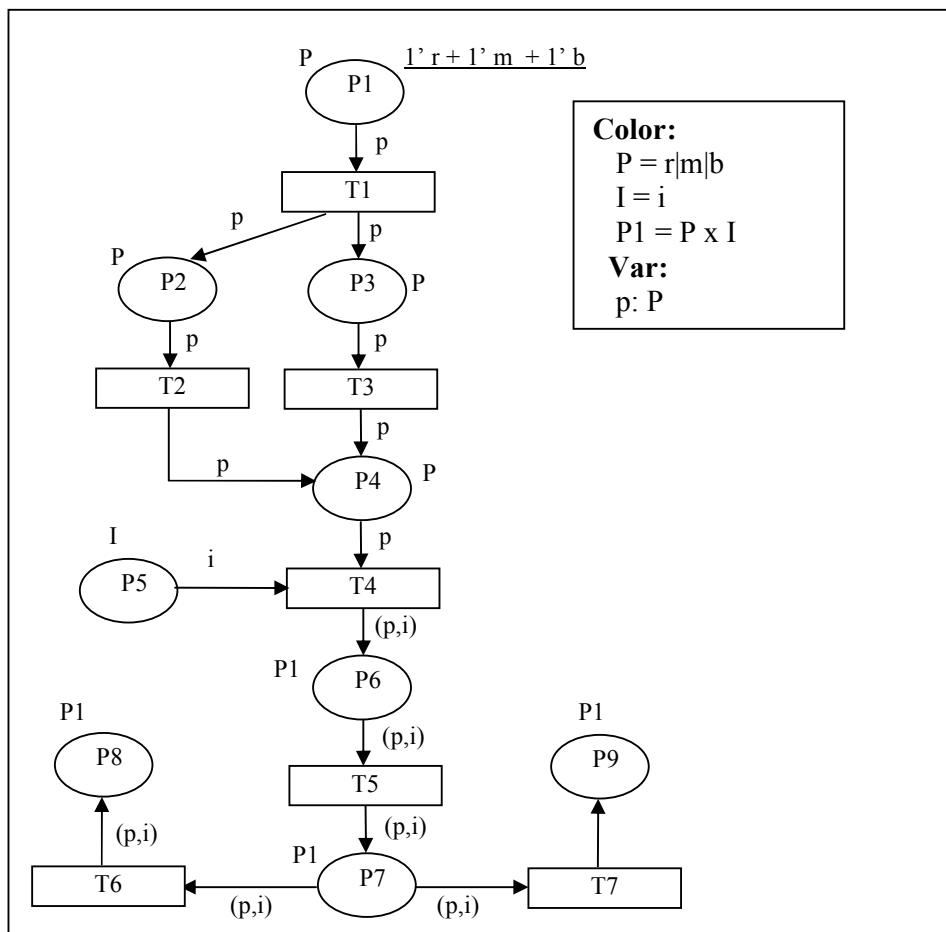 P
1’ r + 1’ m + 1’ b
P1
p
T1
p
p
P
P2
P3
P
p
p
T2
T3
p
p
P4
P
p
I
i
P5
T4
(p,i)
P1
P6
(p,i)
P1
P8
P1
P9
T5
(p,i)
(p,i)
P1
P7
T6
T7
(p,i)
(p,i)
Color:
P = r|m|b
I = i
P1 = P x I
Var:
p: P